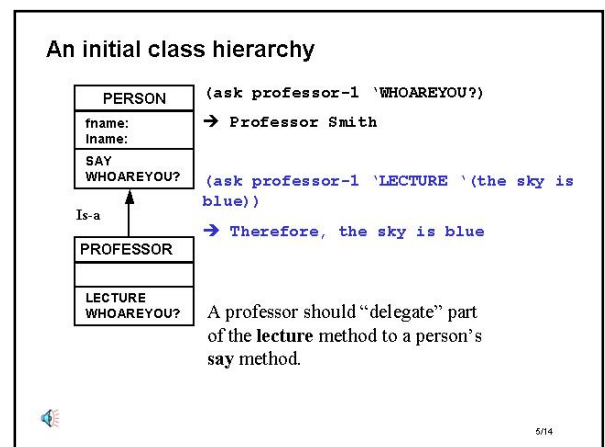 An initial class hierarchy
PERSON
fname:
lname:
SAY
WHOAREYOU?
Is-a
PROFESSOR
LECTURE
WHOAREYOU?
(ask professor-1 `WHOAREYOU?)
→ Professor Smith
(ask professor-1 `LECTURE `(the sky is
blue))
→ Therefore, the sky is blue
A professor should “delegate” part
of the lecture method to a person’s
say method.
5/14